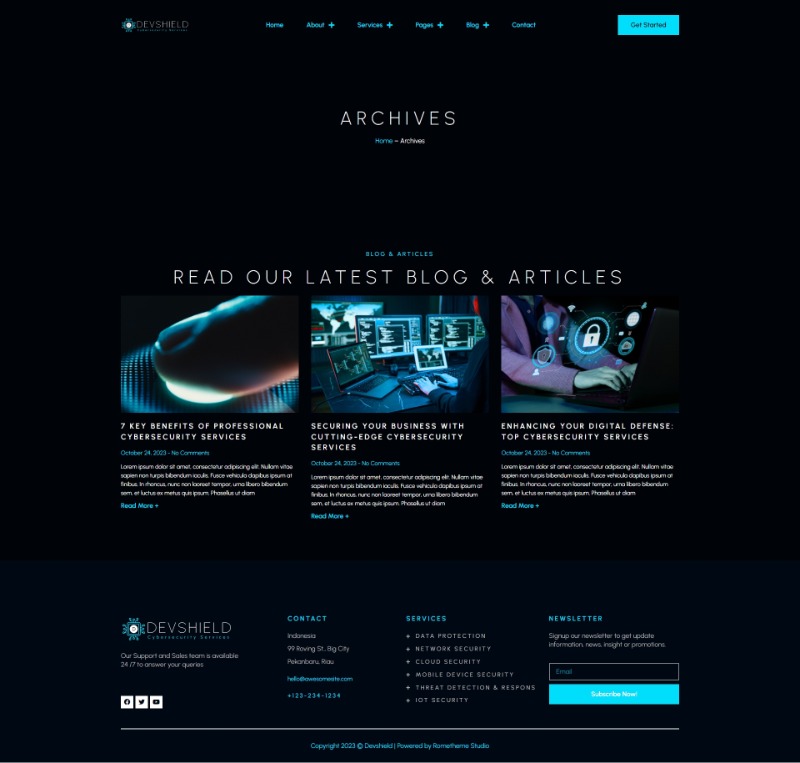 DEVSHIELD
Cybersecurity Services
Home About + Services + Pages + Blog + Contact
Get Started
ARCHIVES
Home – Archives
BLOG & ARTICLES
READ OUR LATEST BLOG & ARTICLES
7 KEY BENEFITS OF PROFESSIONAL
CYBERSECURITY SERVICES
October 24, 2023 - No Comments
Lorem ipsum dolor sit amet, consectetur adipiscing elit. Nullam vitae
sapien non turpis bibendum iaculis. Fusce vehicula dapibus ipsum at
finibus. In rhoncus, nunc non laoreet tempor, urna libero bibendum
sem, et luctus ex metus quis ipsum. Phasellus ut diam
Read More +
SECURING YOUR BUSINESS WITH
CUTTING-EDGE CYBERSECURITY
SERVICES
October 24, 2023 - No Comments
Lorem ipsum dolor sit amet, consectetur adipiscing elit. Nullam vitae
sapien non turpis bibendum iaculis. Fusce vehicula dapibus ipsum at
finibus. In rhoncus, nunc non laoreet tempor, urna libero bibendum
sem, et luctus ex metus quis ipsum. Phasellus ut diam
Read More +
ENHANCING YOUR DIGITAL DEFENSE:
TOP CYBERSECURITY SERVICES
October 24, 2023 - No Comments
Lorem ipsum dolor sit amet, consectetur adipiscing elit. Nullam vitae
sapien non turpis bibendum iaculis. Fusce vehicula dapibus ipsum at
finibus. In rhoncus, nunc non laoreet tempor, urna libero bibendum
sem, et luctus ex metus quis ipsum. Phasellus ut diam
Read More +
DEVSHIELD
Cybersecurity Services
Our Support and Sales team is available
24 /7 to answer your queries
CONTACT
Indonesia
99 Roving St., Big City
Pekanbaru, Riau
hello@awesomesite.com
+123-234-1234
SERVICES
+ DATA PROTECTION
+ NETWORK SECURITY
+ CLOUD SECURITY
+ MOBILE DEVICE SECURITY
+ THREAT DETECTION & RESPONS
+ IOT SECURITY
NEWSLETTER
Signup our newsletter to get update
information, news, insight or promotions.
Email
Subscribe Now!
Copyright 2023 © Devshield | Powered by Rometheme Studio